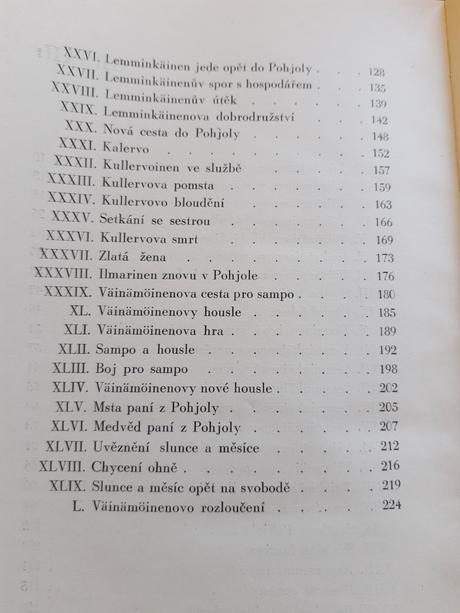 XXVI. Lemminkäinen jede opět do Pohjoly . . . 128
XXVII. Lemminkäinenův spor s hospodářem . . 135
XXVIII. Lemminkäinenův útěk . . . . . 139
XXIX. Lemminkäinenova dobrodružství . . . 142
XXX. Nová cesta do Pohjoly . . . . . 148
XXXI. Kalervo . . . . . . . 152
XXXII. Kullervoinen ve službě . . . . . 157
XXXIII. Kullervova pomsta . . . . . 159
XXXIV. Kullervovo bloudění . . . . . 163
XXXV. Setkání se sestrou . . . . . 166
XXXVI. Kullervova smrt . . . . . . 169
XXXVII. Zlatá žena . . . . . . . 173
XXXVIII. Ilmarinen znovu v Pohjole . . . . 176
XXXIX. Väinämöinenova cesta pro sampo . . . 180
XL. Väinämöinenovy housle . . . . . 185
XLI. Väinämöinenova hra . . . . . 189
XLII. Sampo a housle . . . . . . 192
XLIII. Boj pro sampo . . . . . . 198
XLIV. Väinämöinenovy nové housle . . . . 202
XLV. Msta paní z Pohjoly . . . . . 205
XLVI. Medvěd paní z Pohjoly . . . . . 207
XLVII. Uvěznění slunce a měsíce . . . . 212
XLVIII. Chycení ohně . . . . . . 216
XLIX. Slunce a měsíc opět na svobodě . . . 219
L. Väinämöinenovo rozloučení . . . . 224